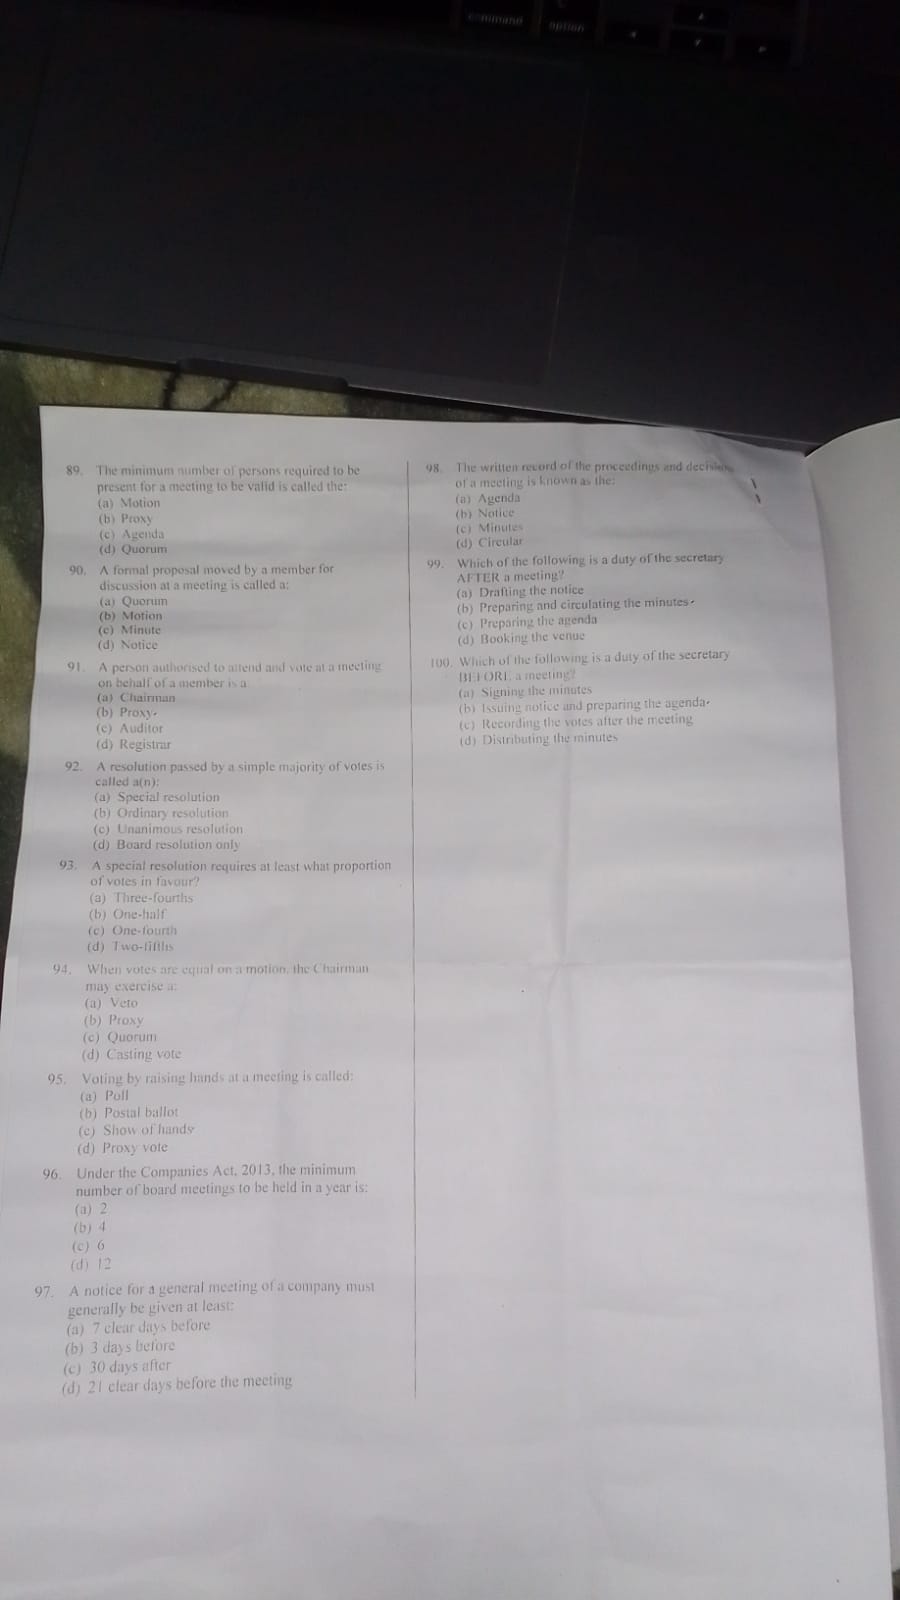 command
option
89. The minimum number of persons required to be
present for a meeting to be valid is called the:
(a) Motion
(b) Proxy
(c) Agenda
(d) Quorum
90. A formal proposal moved by a member for
discussion at a meeting is called a:
(a) Quorum
(b) Motion
(c) Minute
(d) Notice
91. A person authorised to attend and vote at a meeting
on behalf of a member is a
(a) Chairman
(b) Proxy
(c) Auditor
(d) Registrar
92. A resolution passed by a simple majority of votes is
called a(n):
(a) Special resolution
(b) Ordinary resolution
(c) Unanimous resolution
(d) Board resolution only
93. A special resolution requires at least what proportion
of votes in favour?
(a) Three-fourths
(b) One-half
(c) One-fourth
(d) Two-fifths
94. When votes are equal on a motion, the Chairman
may exercise a:
(a) Veto
(b) Proxy
(c) Quorum
(d) Casting vote
95. Voting by raising hands at a meeting is called:
(a) Poll
(b) Postal ballot
(c) Show of hands
(d) Proxy vote
96. Under the Companies Act, 2013, the minimum
number of board meetings to be held in a year is:
(a) 2
(b) 4
(c) 6
(d) 12
97. A notice for a general meeting of a company must
generally be given at least:
(a) 7 clear days before
(b) 3 days before
(c) 30 days after
(d) 21 clear days before the meeting
98. The written record of the proceedings and decisions
of a meeting is known as the:
(a) Agenda
(b) Notice
(c) Minutes
(d) Circular
99. Which of the following is a duty of the secretary
AFTER a meeting?
(a) Drafting the notice
(b) Preparing and circulating the minutes
(c) Preparing the agenda
(d) Booking the venue
100. Which of the following is a duty of the secretary
BEFORE a meeting?
(a) Signing the minutes
(b) Issuing notice and preparing the agenda
(c) Recording the votes after the meeting
(d) Distributing the minutes